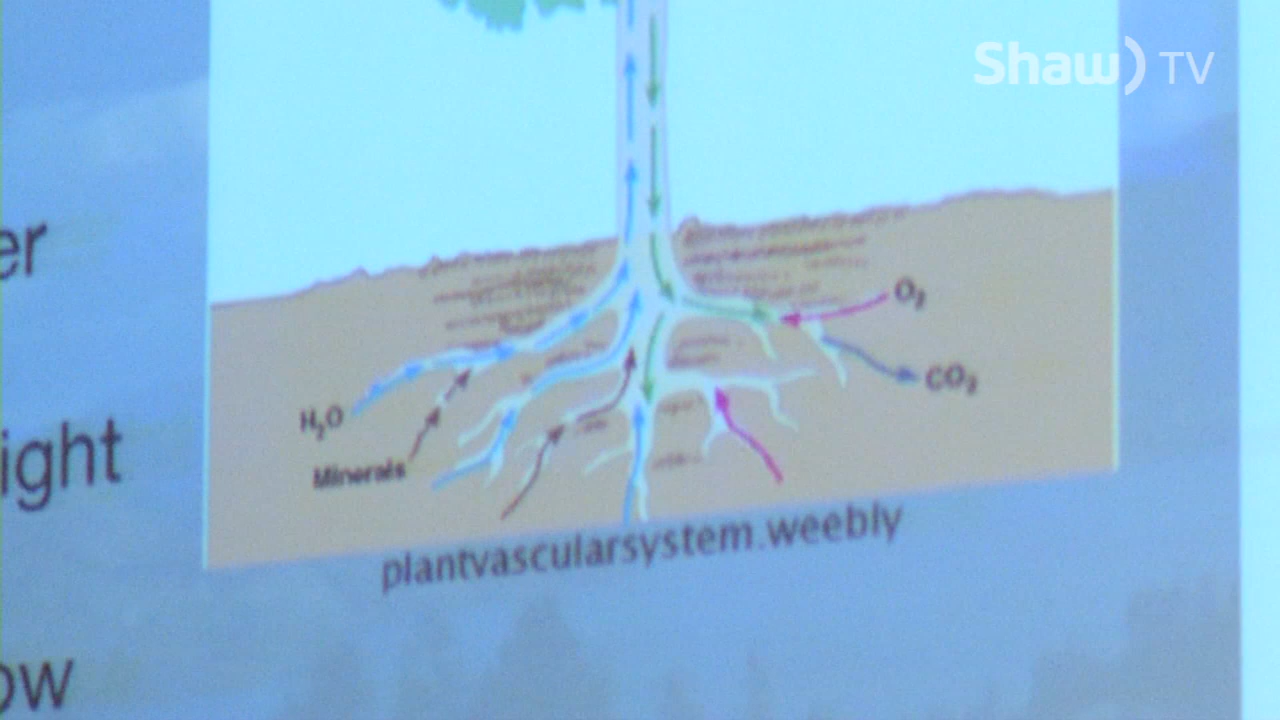 Shaw) TV
er
ight
ow
O₂
CO₂
H₂O
Minerals
plantvascularsystem.weebly